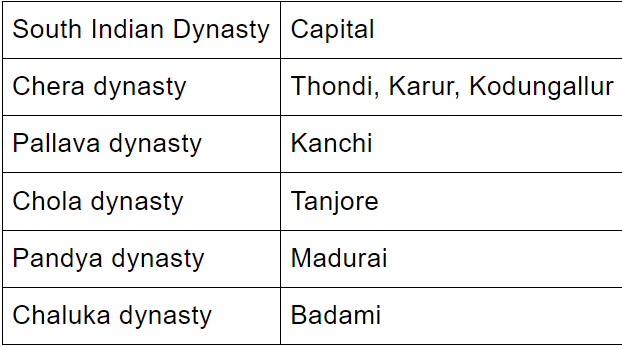 South Indian Dynasty Capital
Chera dynasty Thondi, Karur, Kodungallur
Pallava dynasty Kanchi
Chola dynasty Tanjore
Pandya dynasty Madurai
Chaluka dynasty Badami